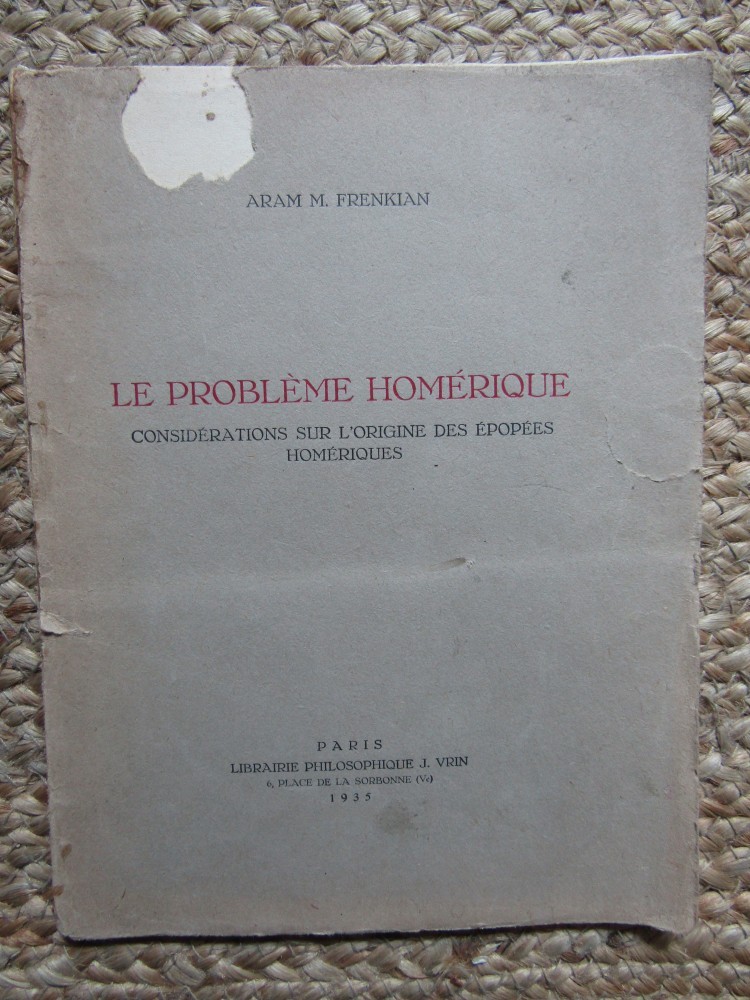 ARAM M. FRENKIAN
LE PROBLÈME HOMÉRIQUE
CONSIDÉRATIONS SUR L'ORIGINE DES ÉPOPÉES
HOMÉRIQUES
PARIS
LIBRAIRIE PHILOSOPHIQUE J. VRIN
6, PLACE DE LA SORBONNE (Ve)
1935